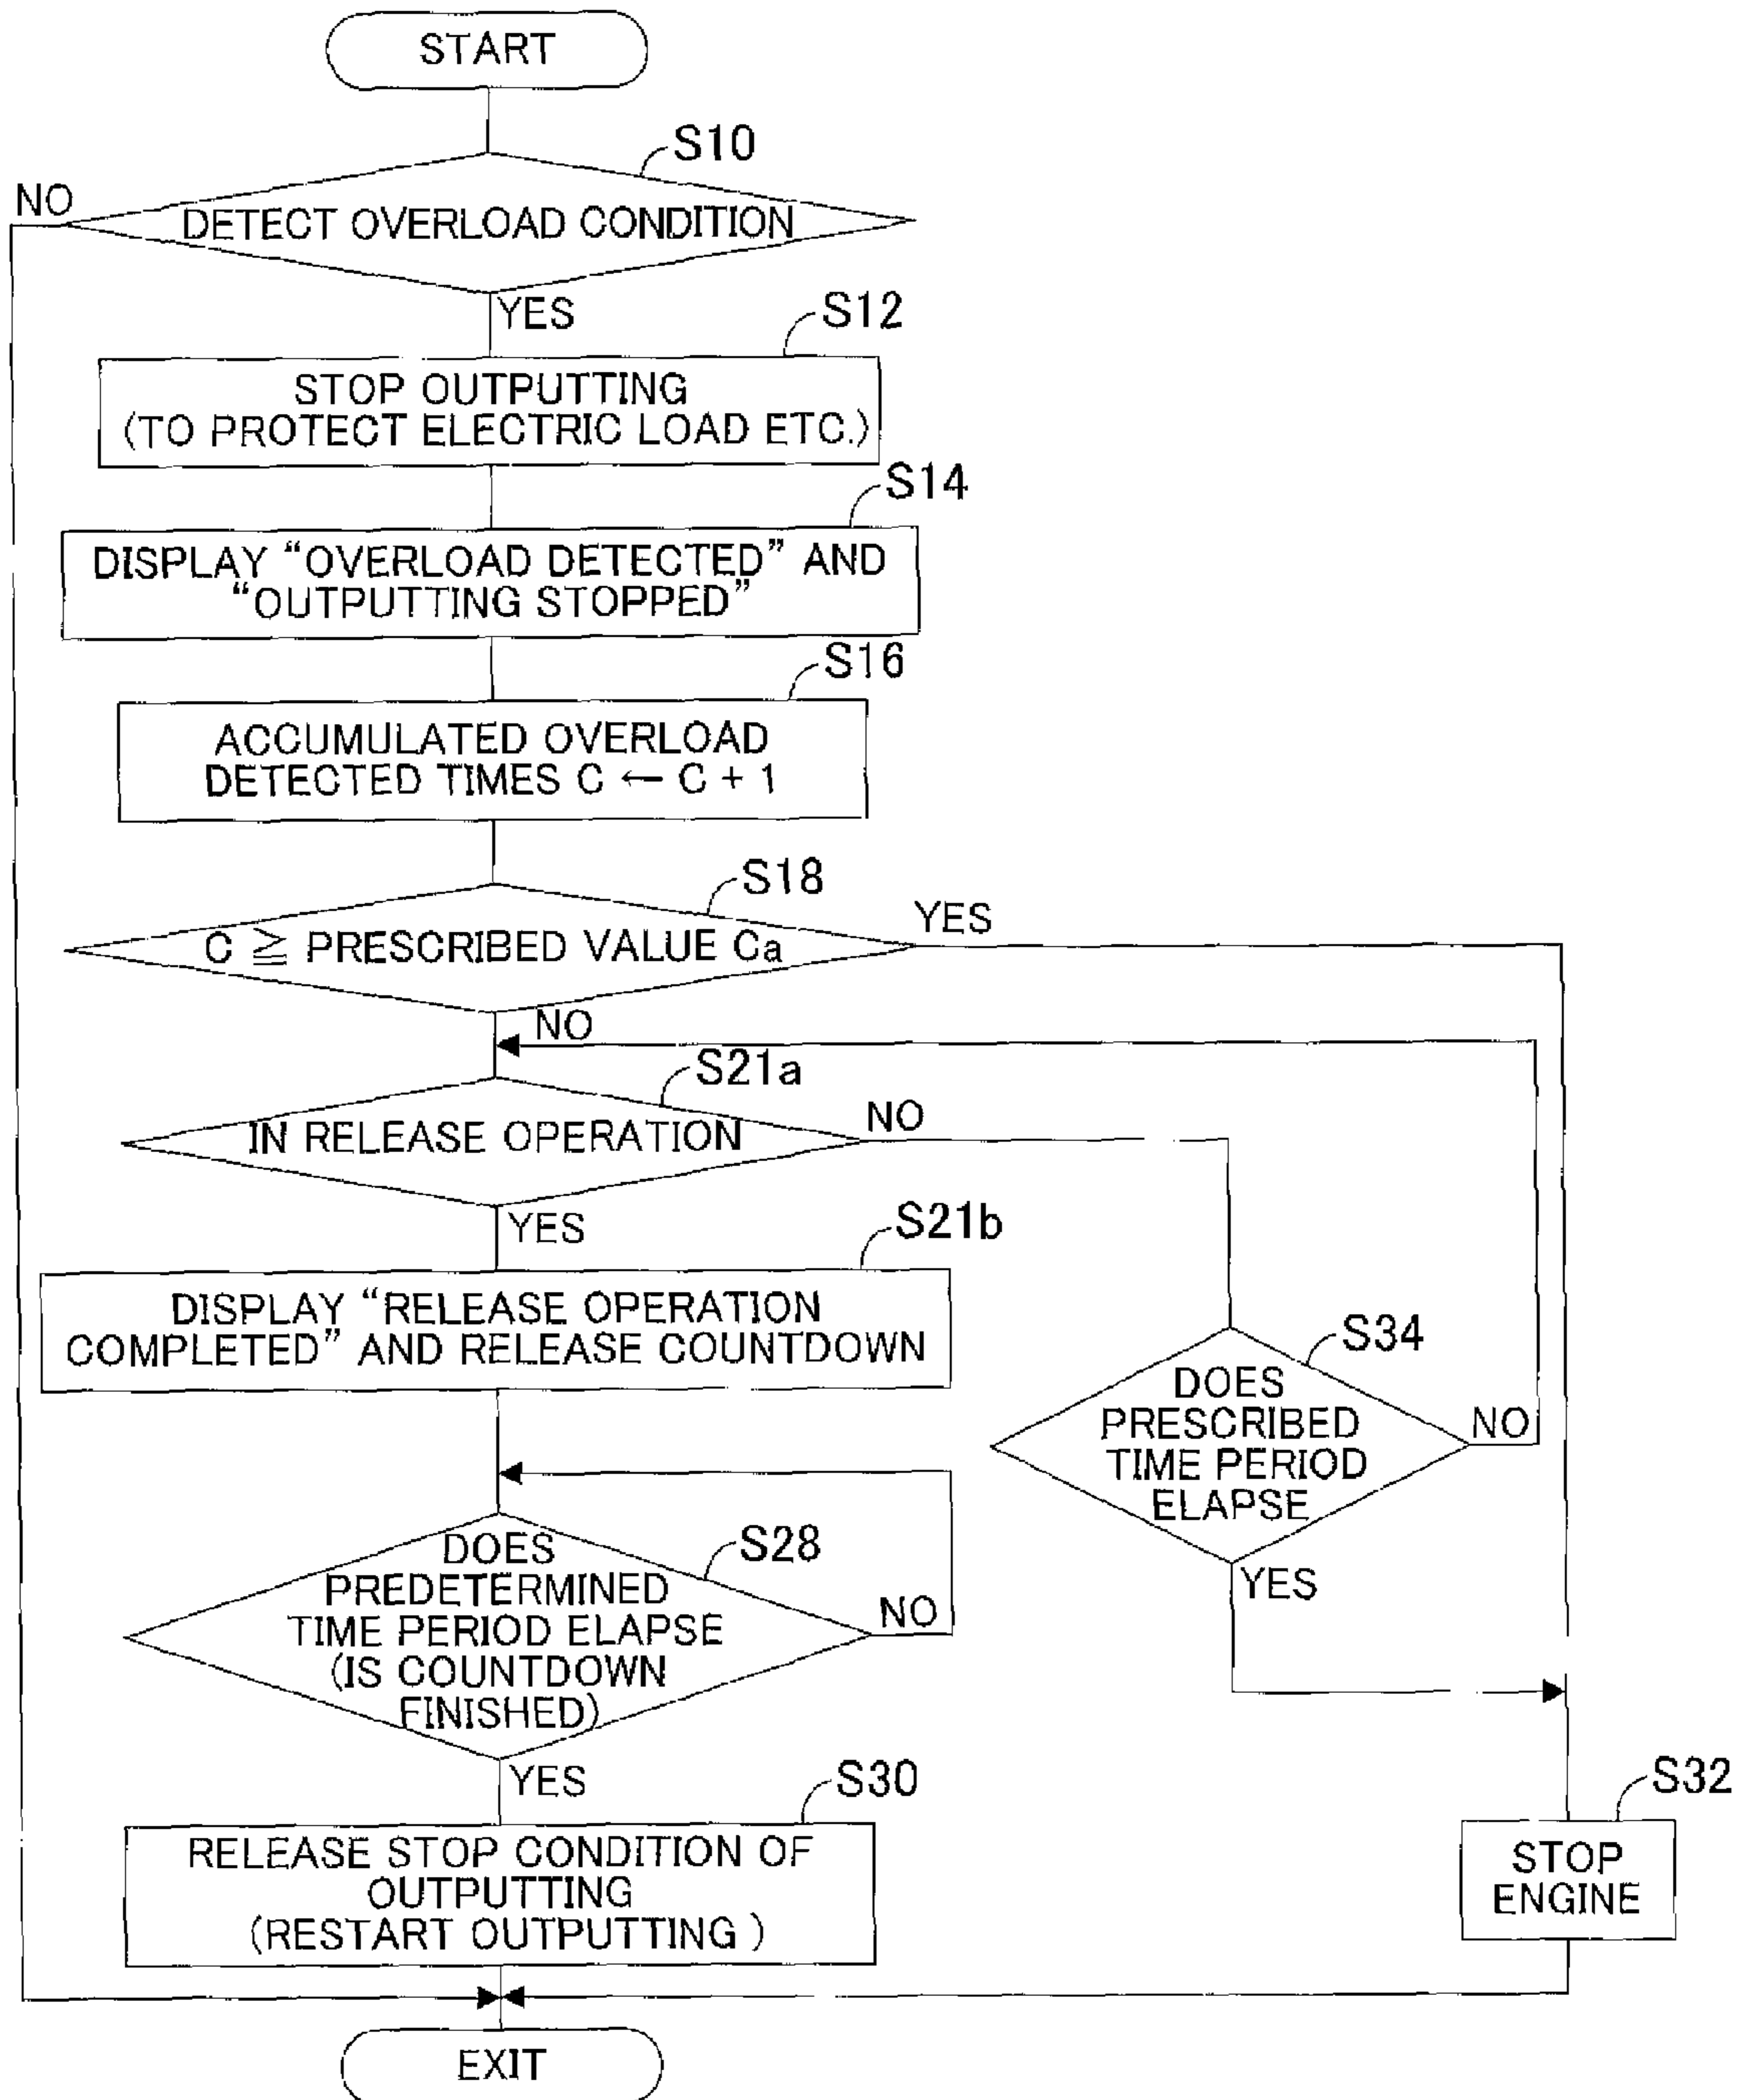 START
S10
NO
DETECT OVERLOAD CONDITION
YES
S12
STOP OUTPUTTING
(TO PROTECT ELECTRIC LOAD ETC.)
S14
DISPLAY “OVERLOAD DETECTED” AND
“OUTPUTTING STOPPED”
S16
ACCUMULATED OVERLOAD
DETECTED TIMES C ← C + 1
S18
YES
C ≧ PRESCRIBED VALUE Ca
NO
S21a
NO
IN RELEASE OPERATION
YES
S21b
DISPLAY “RELEASE OPERATION
COMPLETED” AND RELEASE COUNTDOWN
S34
DOES
PRESCRIBED
TIME PERIOD
ELAPSE
NO
YES
S28
DOES
PREDETERMINED
TIME PERIOD ELAPSE
(IS COUNTDOWN
FINISHED)
NO
YES
S30
RELEASE STOP CONDITION OF
OUTPUTTING
(RESTART OUTPUTTING )
S32
STOP
ENGINE
EXIT